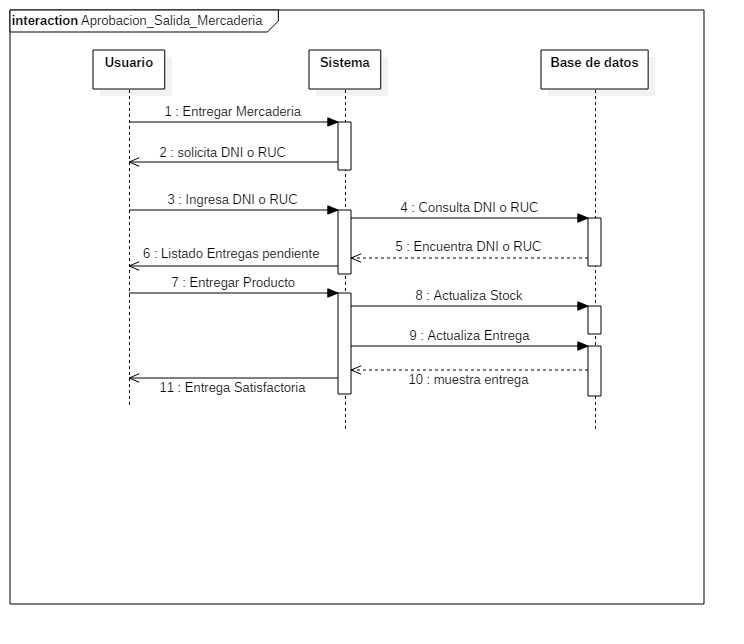 interaction Aprobacion_Salida_Mercaderia
Usuario
Sistema
Base de datos
1 : Entregar Mercaderia
2 : solicita DNI o RUC
3 : Ingresa DNI o RUC
4 : Consulta DNI o RUC
5 : Encuentra DNI o RUC
6 : Listado Entregas pendiente
7 : Entregar Producto
8 : Actualiza Stock
9 : Actualiza Entrega
10 : muestra entrega
11 : Entrega Satisfactoria